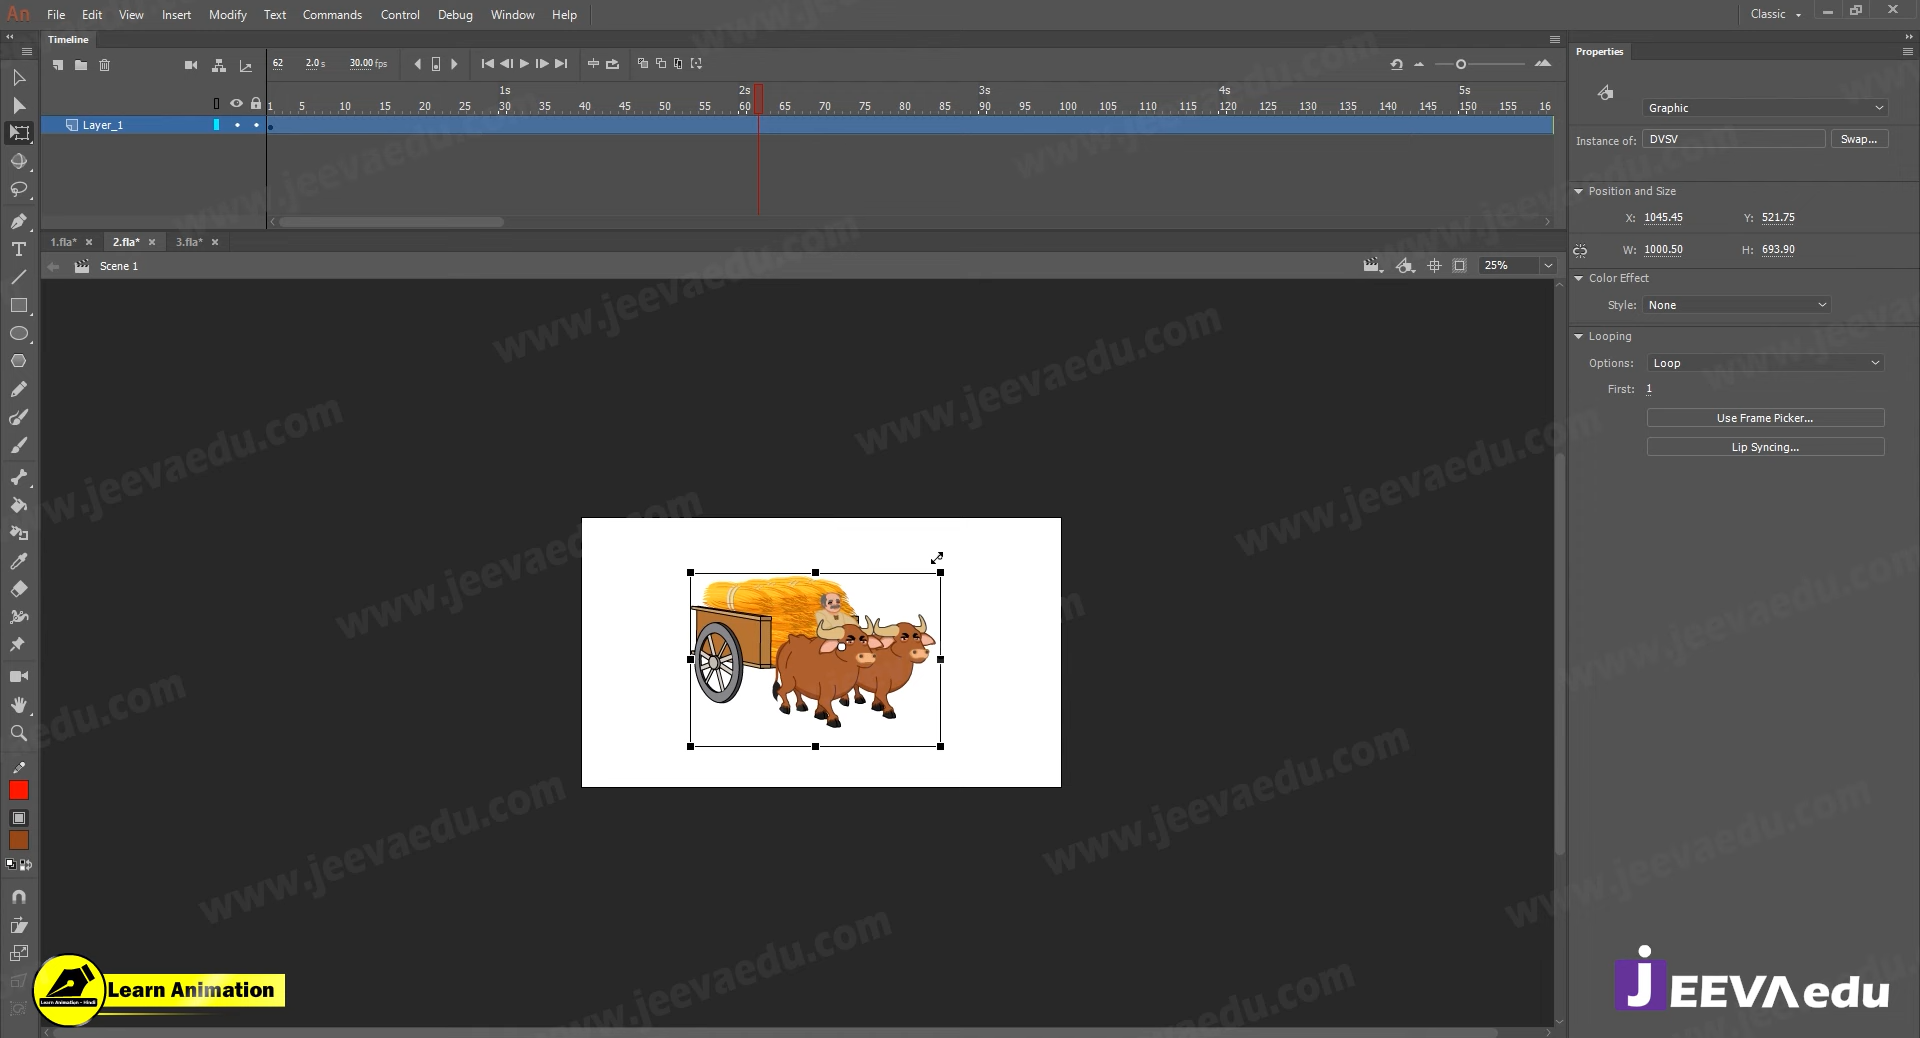 An File Edit View Insert Modify Text Commands Control Debug Window Help Classic
Timeline
Properties
62 2.0 s 30.00 fps
1s 2s 3s 4s 5s
1 5 10 15 20 25 30 35 40 45 50 55 60 65 70 75 80 85 90 95 100 105 110 115 120 125 130 135 140 145 150 155 16
Layer_1
Graphic
Instance of: DVSV Swap...
Position and Size
X: 1045.45 Y: 521.75
W: 1000.50 H: 693.90
1.fla* 2.fla* 3.fla*
Scene 1
25%
Color Effect
Style: None
Looping
Options: Loop
First: 1
Use Frame Picker...
Lip Syncing...
www.jeevaedu.com
Learn Animation - Hindi
Learn Animation
JEEVA edu